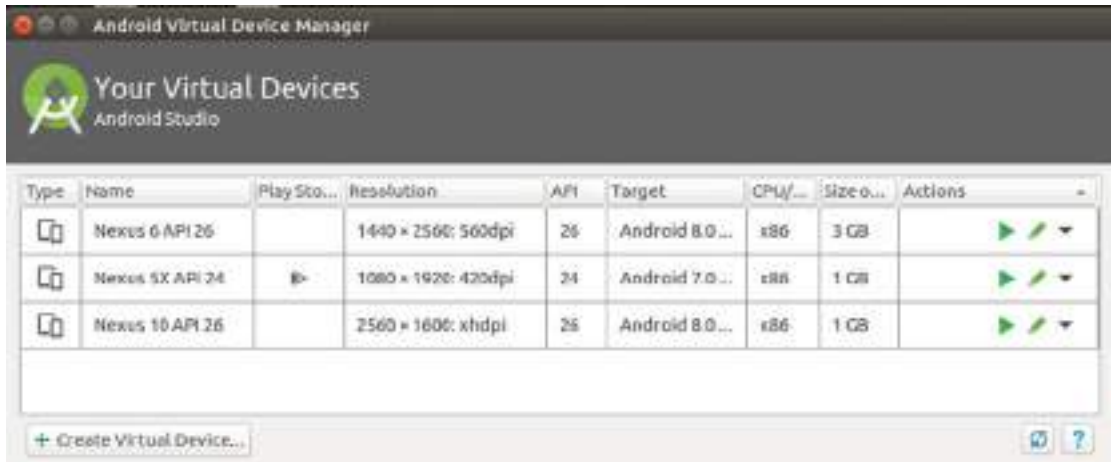 Android Virtual Device Manager
Your Virtual Devices
Android Studio
Type Name Play Sto... Resolution API Target CPU/... Size o... Actions
Nexus 6 API 26 1440 × 2560: 560dpi 26 Android 8.0 ... x86 3 GB
Nexus 5X API 24 1080 × 1920: 420dpi 24 Android 7.0 ... x86 1 GB
Nexus 10 API 26 2560 × 1600: xhdpi 26 Android 8.0 ... x86 1 GB
+ Create Virtual Device... ?